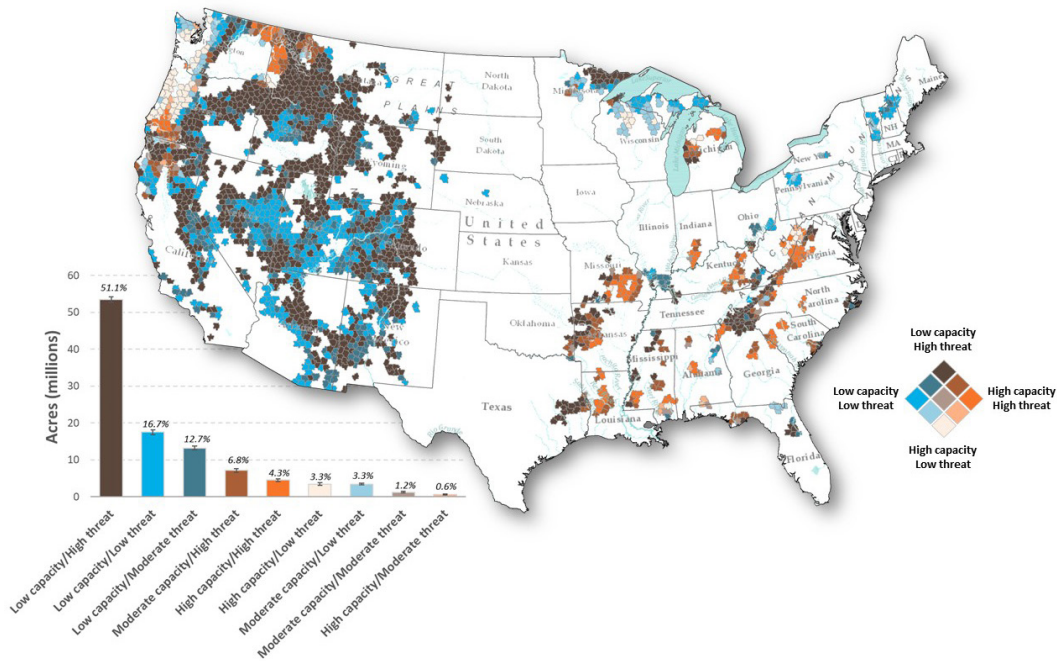 Washington
North
Dakota
G R E A T
P L A I N S
Minnesota
Maine
South
Dakota
Wisconsin
Michigan
NH
MA
New York
Wyoming
Iowa
Nebraska
Pennsylvania
United
States
Illinois
Indiana
Ohio
Kansas
Missouri
Kentucky
Virginia
Tennessee
North
Carolina
Oklahoma
Arkansas
South
Carolina
New
Mexico
Mississippi
Alabama
Georgia
Texas
Louisiana
Florida
Low capacity
High threat
Low capacity
Low threat
High capacity
High threat
High capacity
Low threat
Acres (millions)
60
50
40
30
20
10
0
51.1%
16.7%
12.7%
6.8%
4.3%
3.3%
3.3%
1.2%
0.6%
Low capacity/High threat
Low capacity/Low threat
Low capacity/Moderate threat
Moderate capacity/High threat
High capacity/High threat
High capacity/Low threat
Moderate capacity/Low threat
Moderate capacity/Moderate threat
High capacity/Moderate threat